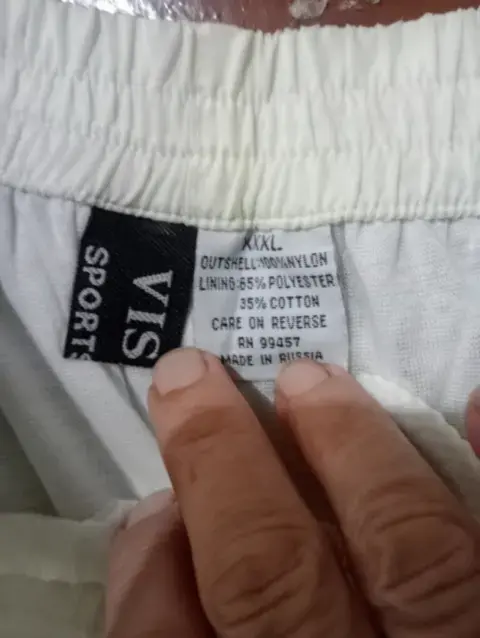 VIS
SPORTS
XXXL
OUTSHELL:100%NYLON
LINING:65% POLYESTER
35% COTTON
CARE ON REVERSE
RN 99457
MADE IN RUSSIA